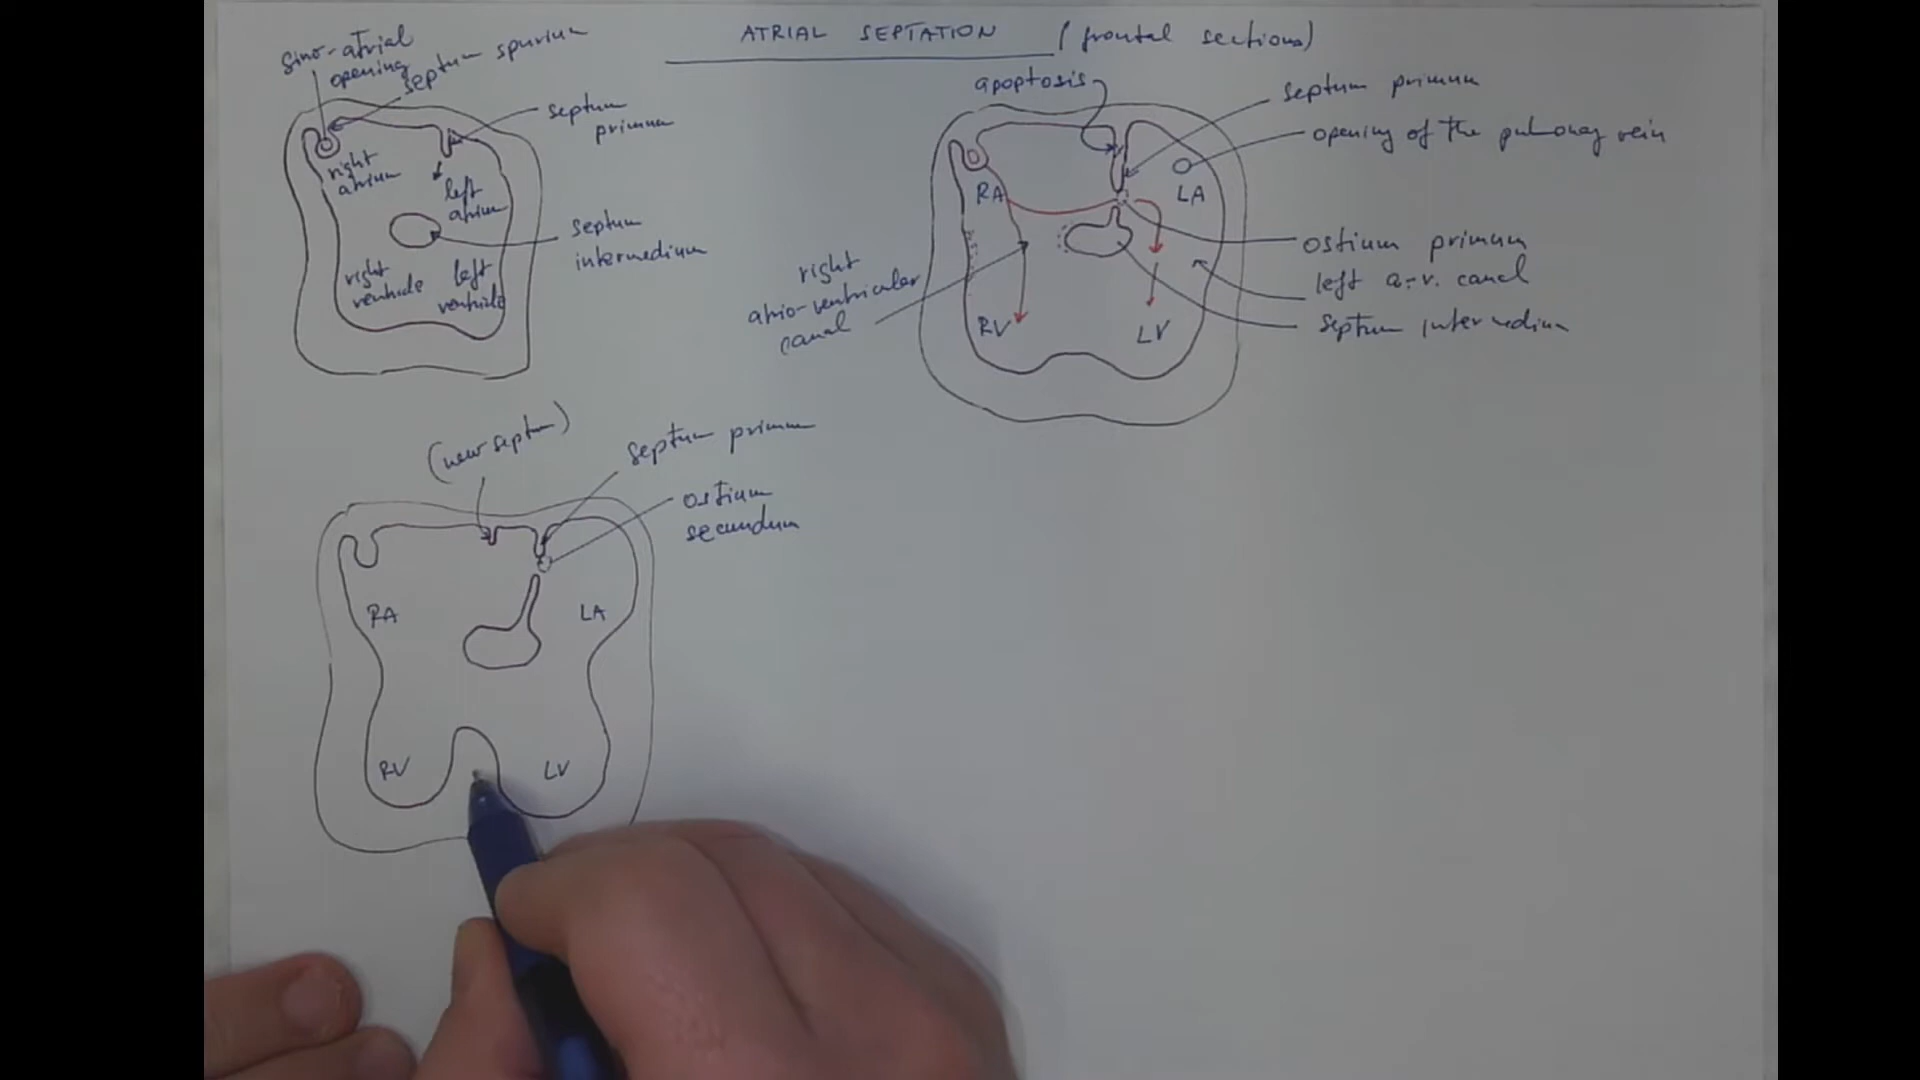 ATRIAL SEPTATION (frontal sections)
sino-atrial
opening
septum spurium
septum
primum
right
atrium
left
atrium
septum
intermedium
right
ventricle
left
ventricle
apoptosis
septum primum
opening of the pulmonary vein
RA
LA
ostium primum
left a-v. canal
septum intermedium
right
atrio-ventricular
canal
RV
LV
(new septum)
septum primum
ostium
secundum
RA
LA
RV
LV